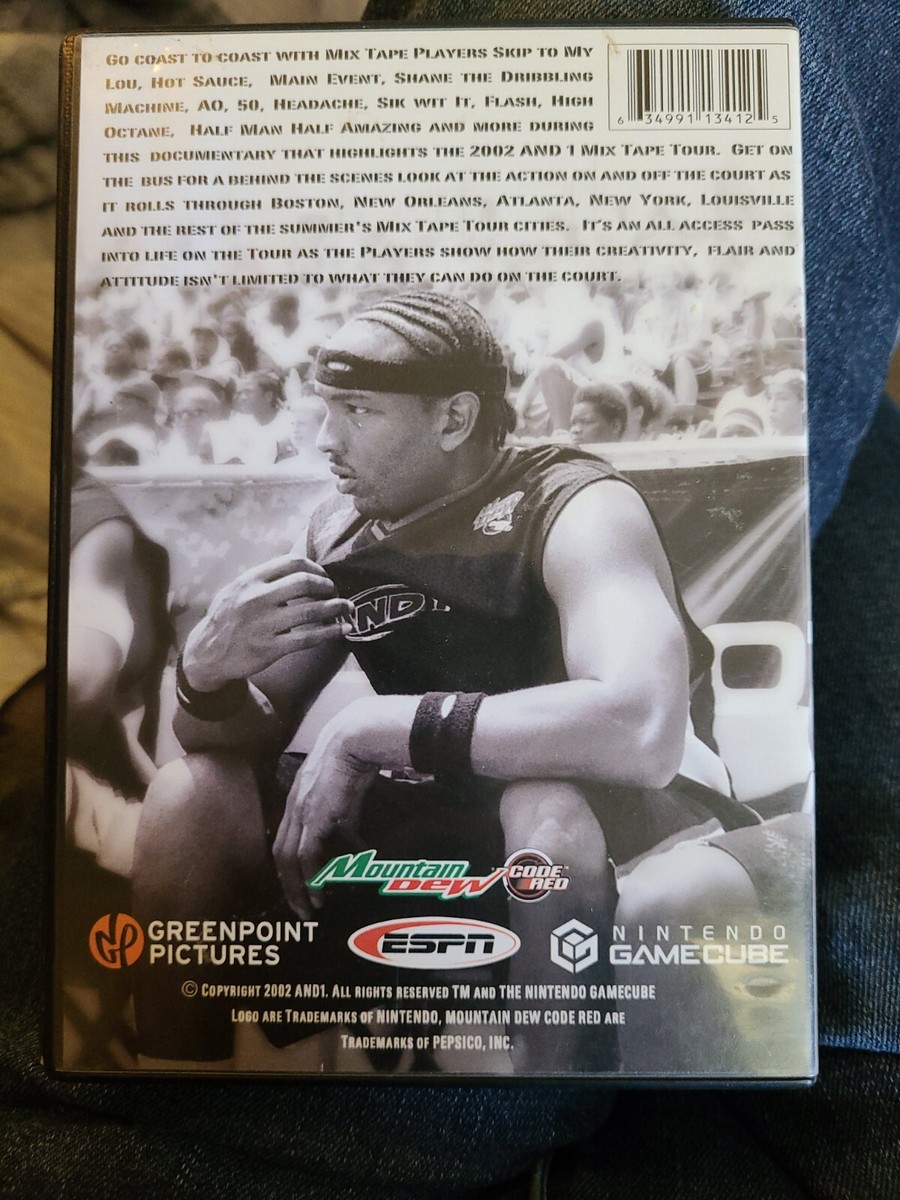 Go coast to coast with Mix Tape Players Skip to My
Lou, Hot Sauce, Main Event, Shane the Dribbling
Machine, AO, 50, Headache, Sik wit It, Flash, High
Octane, Half Man Half Amazing and more during
this documentary that highlights the 2002 AND 1 Mix Tape Tour. Get on
the bus for a behind the scenes look at the action on and off the court as
it rolls through Boston, New Orleans, Atlanta, New York, Louisville
and the rest of the summer's Mix Tape Tour cities. It's an all access pass
into life on the Tour as the Players show how their creativity, flair and
attitude isn't limited to what they can do on the court.
6 34991 13412 5
AND 1
Mountain Dew CODE RED
GREENPOINT PICTURES
ESPN
NINTENDO GAMECUBE
© Copyright 2002 AND1. All rights reserved TM and THE NINTENDO GAMECUBE
Logo are Trademarks of NINTENDO, MOUNTAIN DEW CODE RED ARE
Trademarks of PEPSICO, INC.